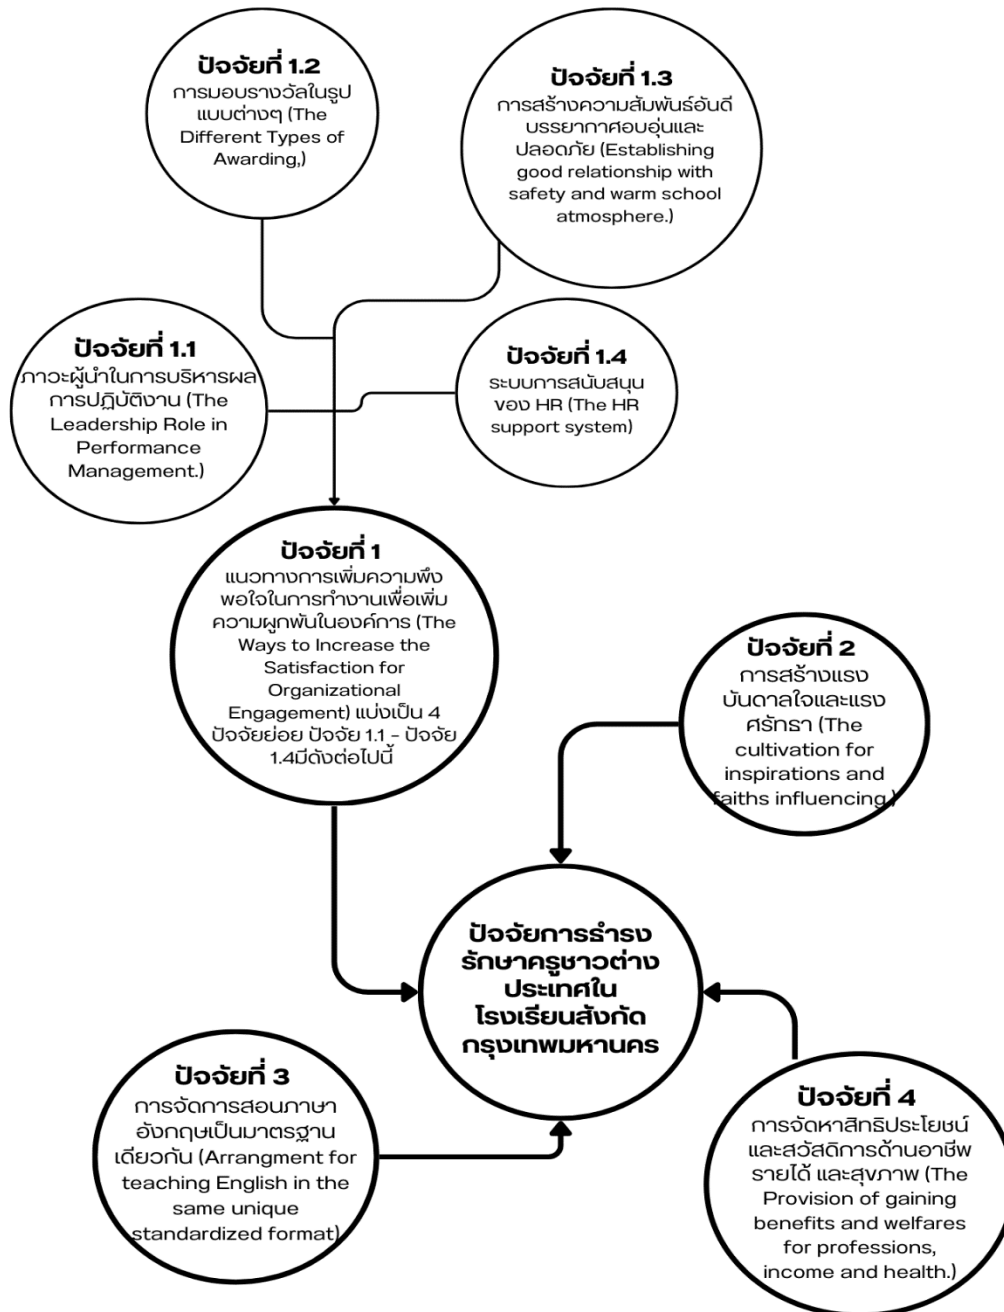 ปัจจัยที่ 1.2
การมอบรางวัลในรูป
แบบต่างๆ (The
Different Types of
Awarding,)
ปัจจัยที่ 1.3
การสร้างความสัมพันธ์อันดี
บรรยากาศอบอุ่นและ
ปลอดภัย (Establishing
good relationship with
safety and warm school
atmosphere.)
ปัจจัยที่ 1.1
ภาวะผู้นำในการบริหารผล
การปฏิบัติงาน (The
Leadership Role in
Performance
Management.)
ปัจจัยที่ 1.4
ระบบการสนับสนุน
ของ HR (The HR
support system)
ปัจจัยที่ 1
แนวทางการเพิ่มความพึง
พอใจในการทำงานเพื่อเพิ่ม
ความผูกพันในองค์การ (The
Ways to Increase the
Satisfaction for
Organizational
Engagement) แบ่งเป็น 4
ปัจจัยย่อย ปัจจัย 1.1 - ปัจจัย
1.4มีดังต่อไปนี้
ปัจจัยที่ 2
การสร้างแรง
บันดาลใจและแรง
ศรัทธา (The
cultivation for
inspirations and
faiths influencing.)
ปัจจัยการธำรง
รักษาครูชาวต่าง
ประเทศใน
โรงเรียนสังกัด
กรุงเทพมหานคร
ปัจจัยที่ 3
การจัดการสอนภาษา
อังกฤษเป็นมาตรฐาน
เดียวกัน (Arrangment for
teaching English in the
same unique
standardized format)
ปัจจัยที่ 4
การจัดหาสิทธิประโยชน์
และสวัสดิการด้านอาชีพ
รายได้ และสุขภาพ (The
Provision of gaining
benefits and welfares
for professions,
income and health.)